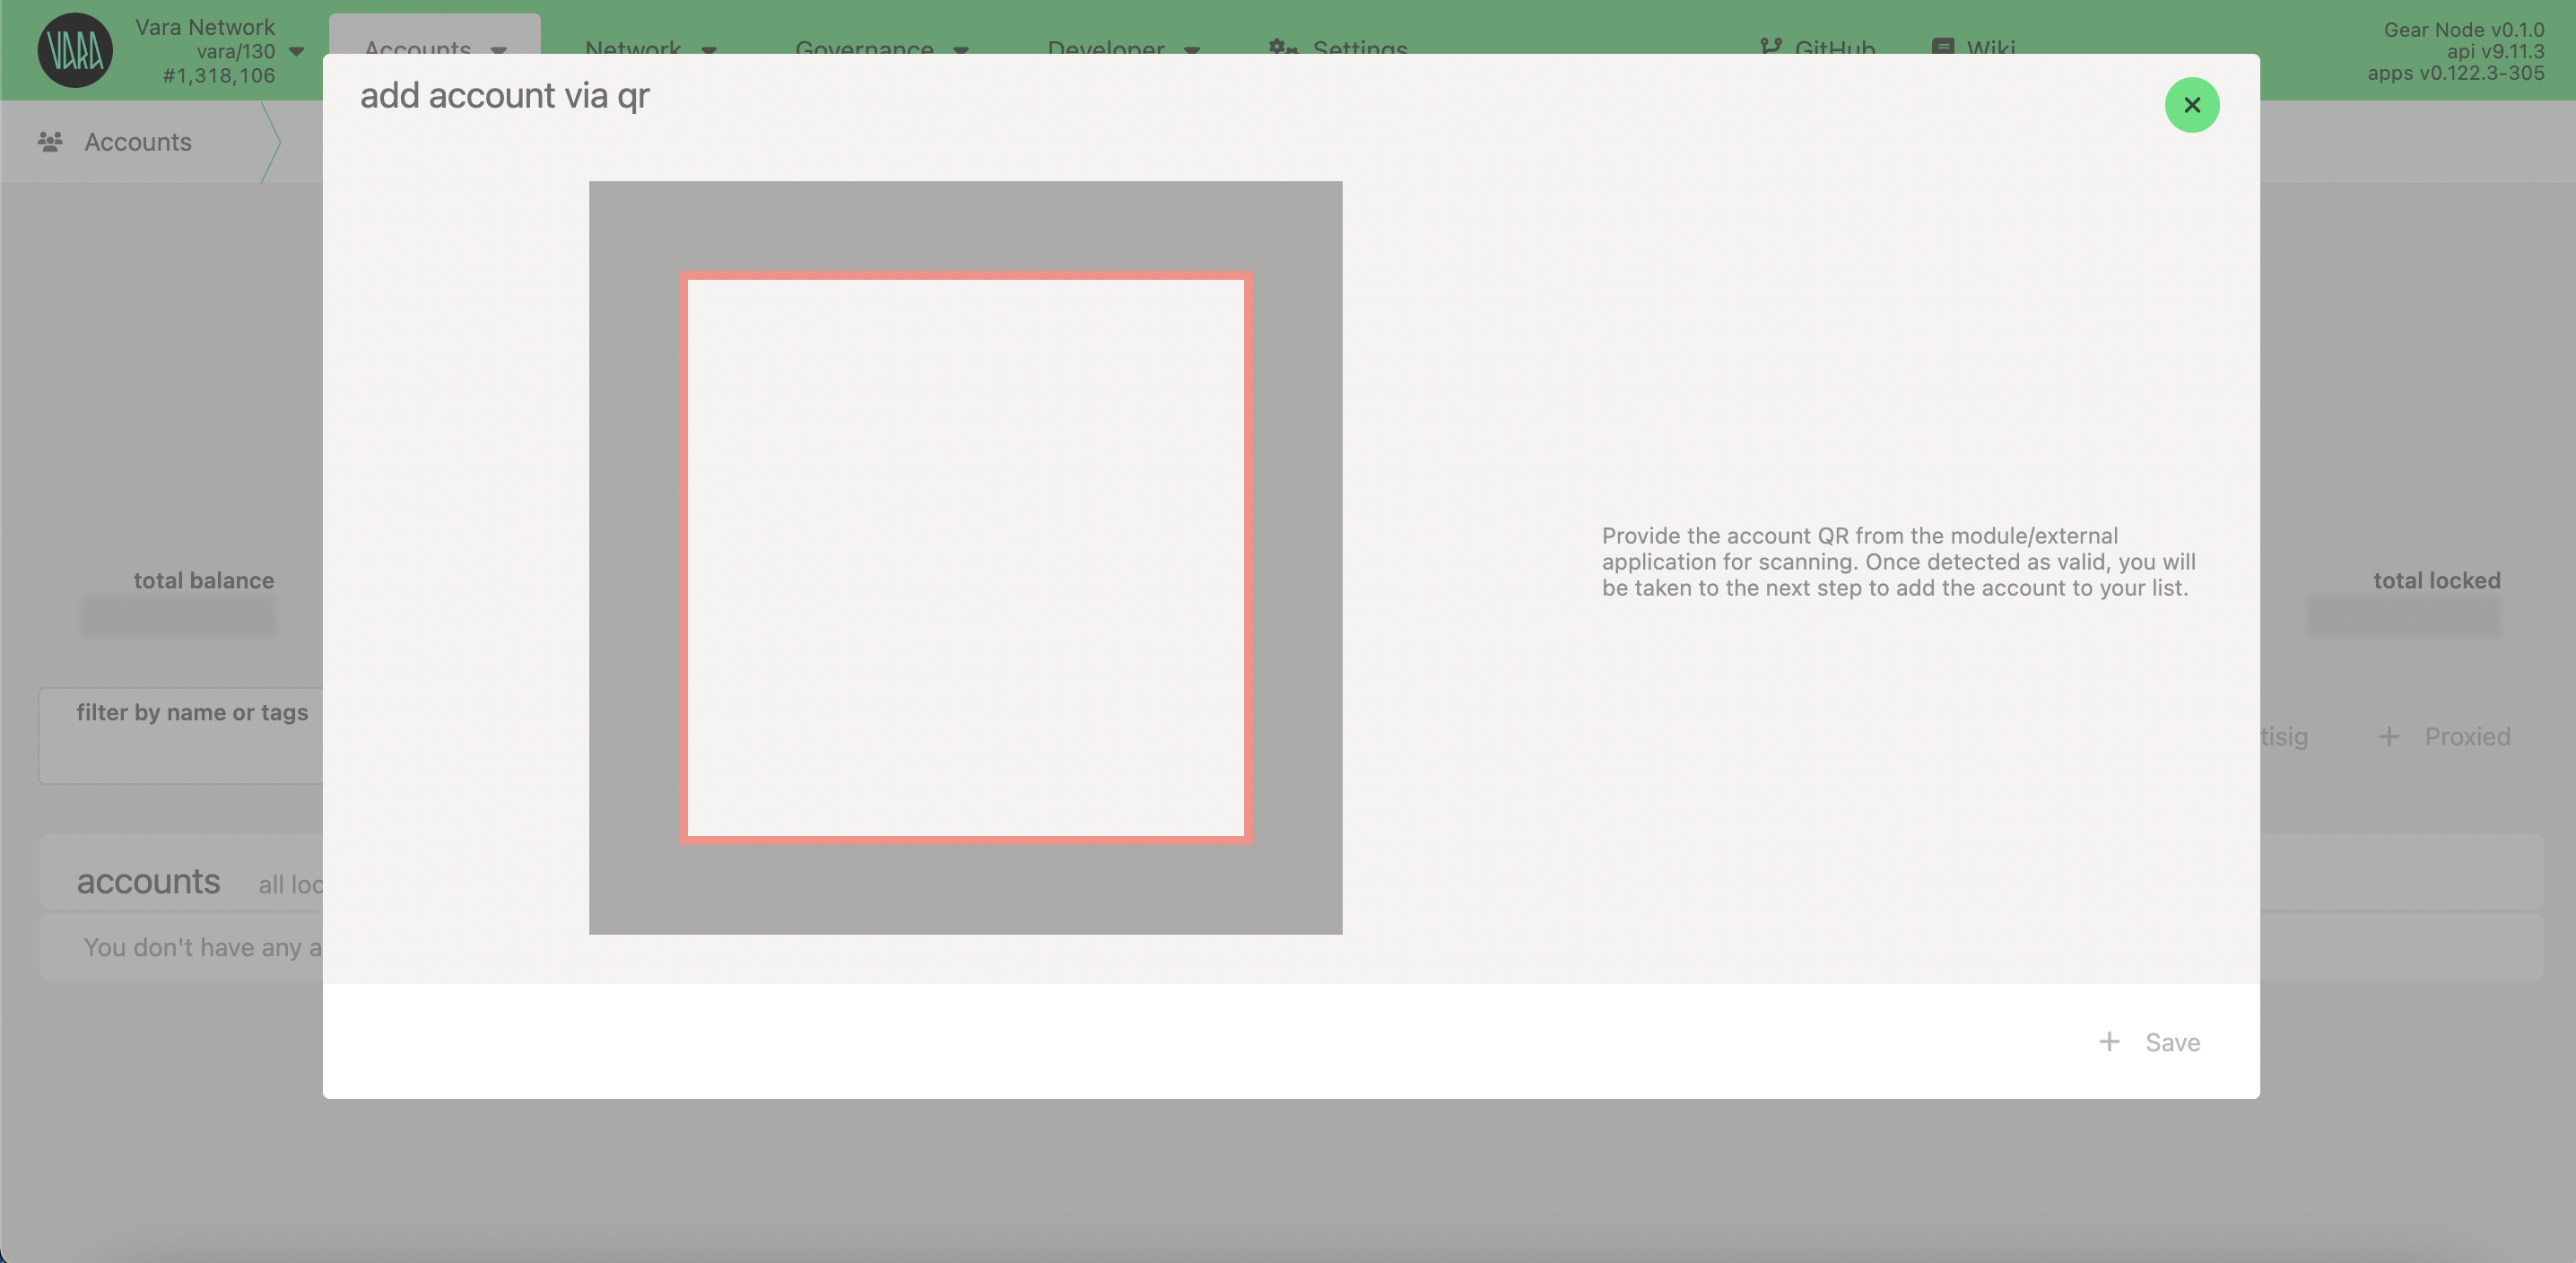 VARA
Vara Network
vara/130
#1,318,106
Accounts
Network
Governance
Developer
Settings
GitHub
Wiki
Gear Node v0.1.0
api v9.11.3
apps v0.122.3-305
Accounts
add account via qr
Provide the account QR from the module/external
application for scanning. Once detected as valid, you will
be taken to the next step to add the account to your list.
total balance
total locked
filter by name or tags
tisig
Proxied
accounts
all loc
You don't have any a
Save